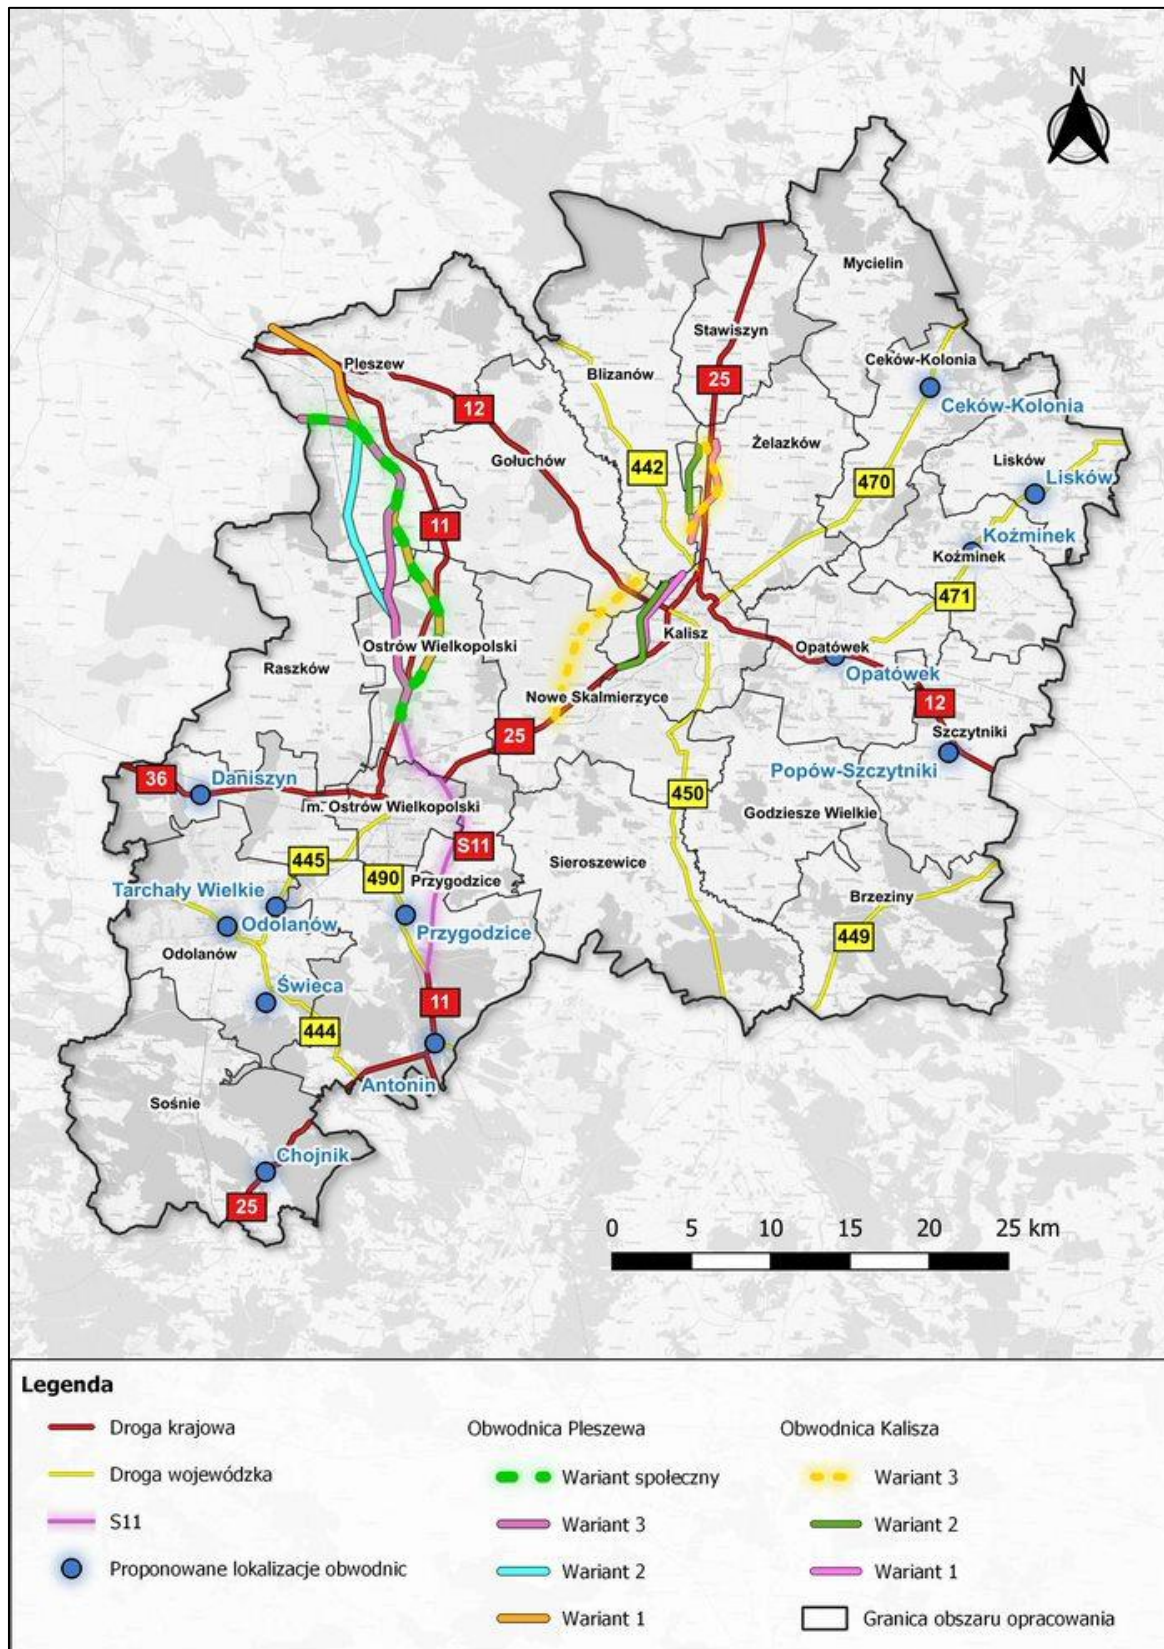 N
Mycielin
Stawiszyn
Pleszew
Blizanów
25
Ceków-Kolonia
Ceków-Kolonia
12
Żelazków
Gołuchów
442
470
Lisków
Lisków
11
Koźminek
Koźminek
471
Kalisz
Ostrów Wielkopolski
Opatówek
Opatówek
Raszków
Nowe Skalmierzyce
12
25
Szczytniki
36
Daniszyn
Popów-Szczytniki
450
m. Ostrów Wielkopolski
Godziesze Wielkie
S11
445
Sieroszewice
490
Przygodzice
Tarchały Wielkie
Brzeziny
Odolanów
Przygodzice
449
Odolanów
Święca
11
444
Antonin
Sośnie
Chojnik
25
0 5 10 15 20 25 km
Legenda
Droga krajowa
Droga wojewódzka
S11
Proponowane lokalizacje obwodnic
Obwodnica Pleszewa
Wariant społeczny
Wariant 3
Wariant 2
Wariant 1
Obwodnica Kalisza
Wariant 3
Wariant 2
Wariant 1
Granica obszaru opracowania